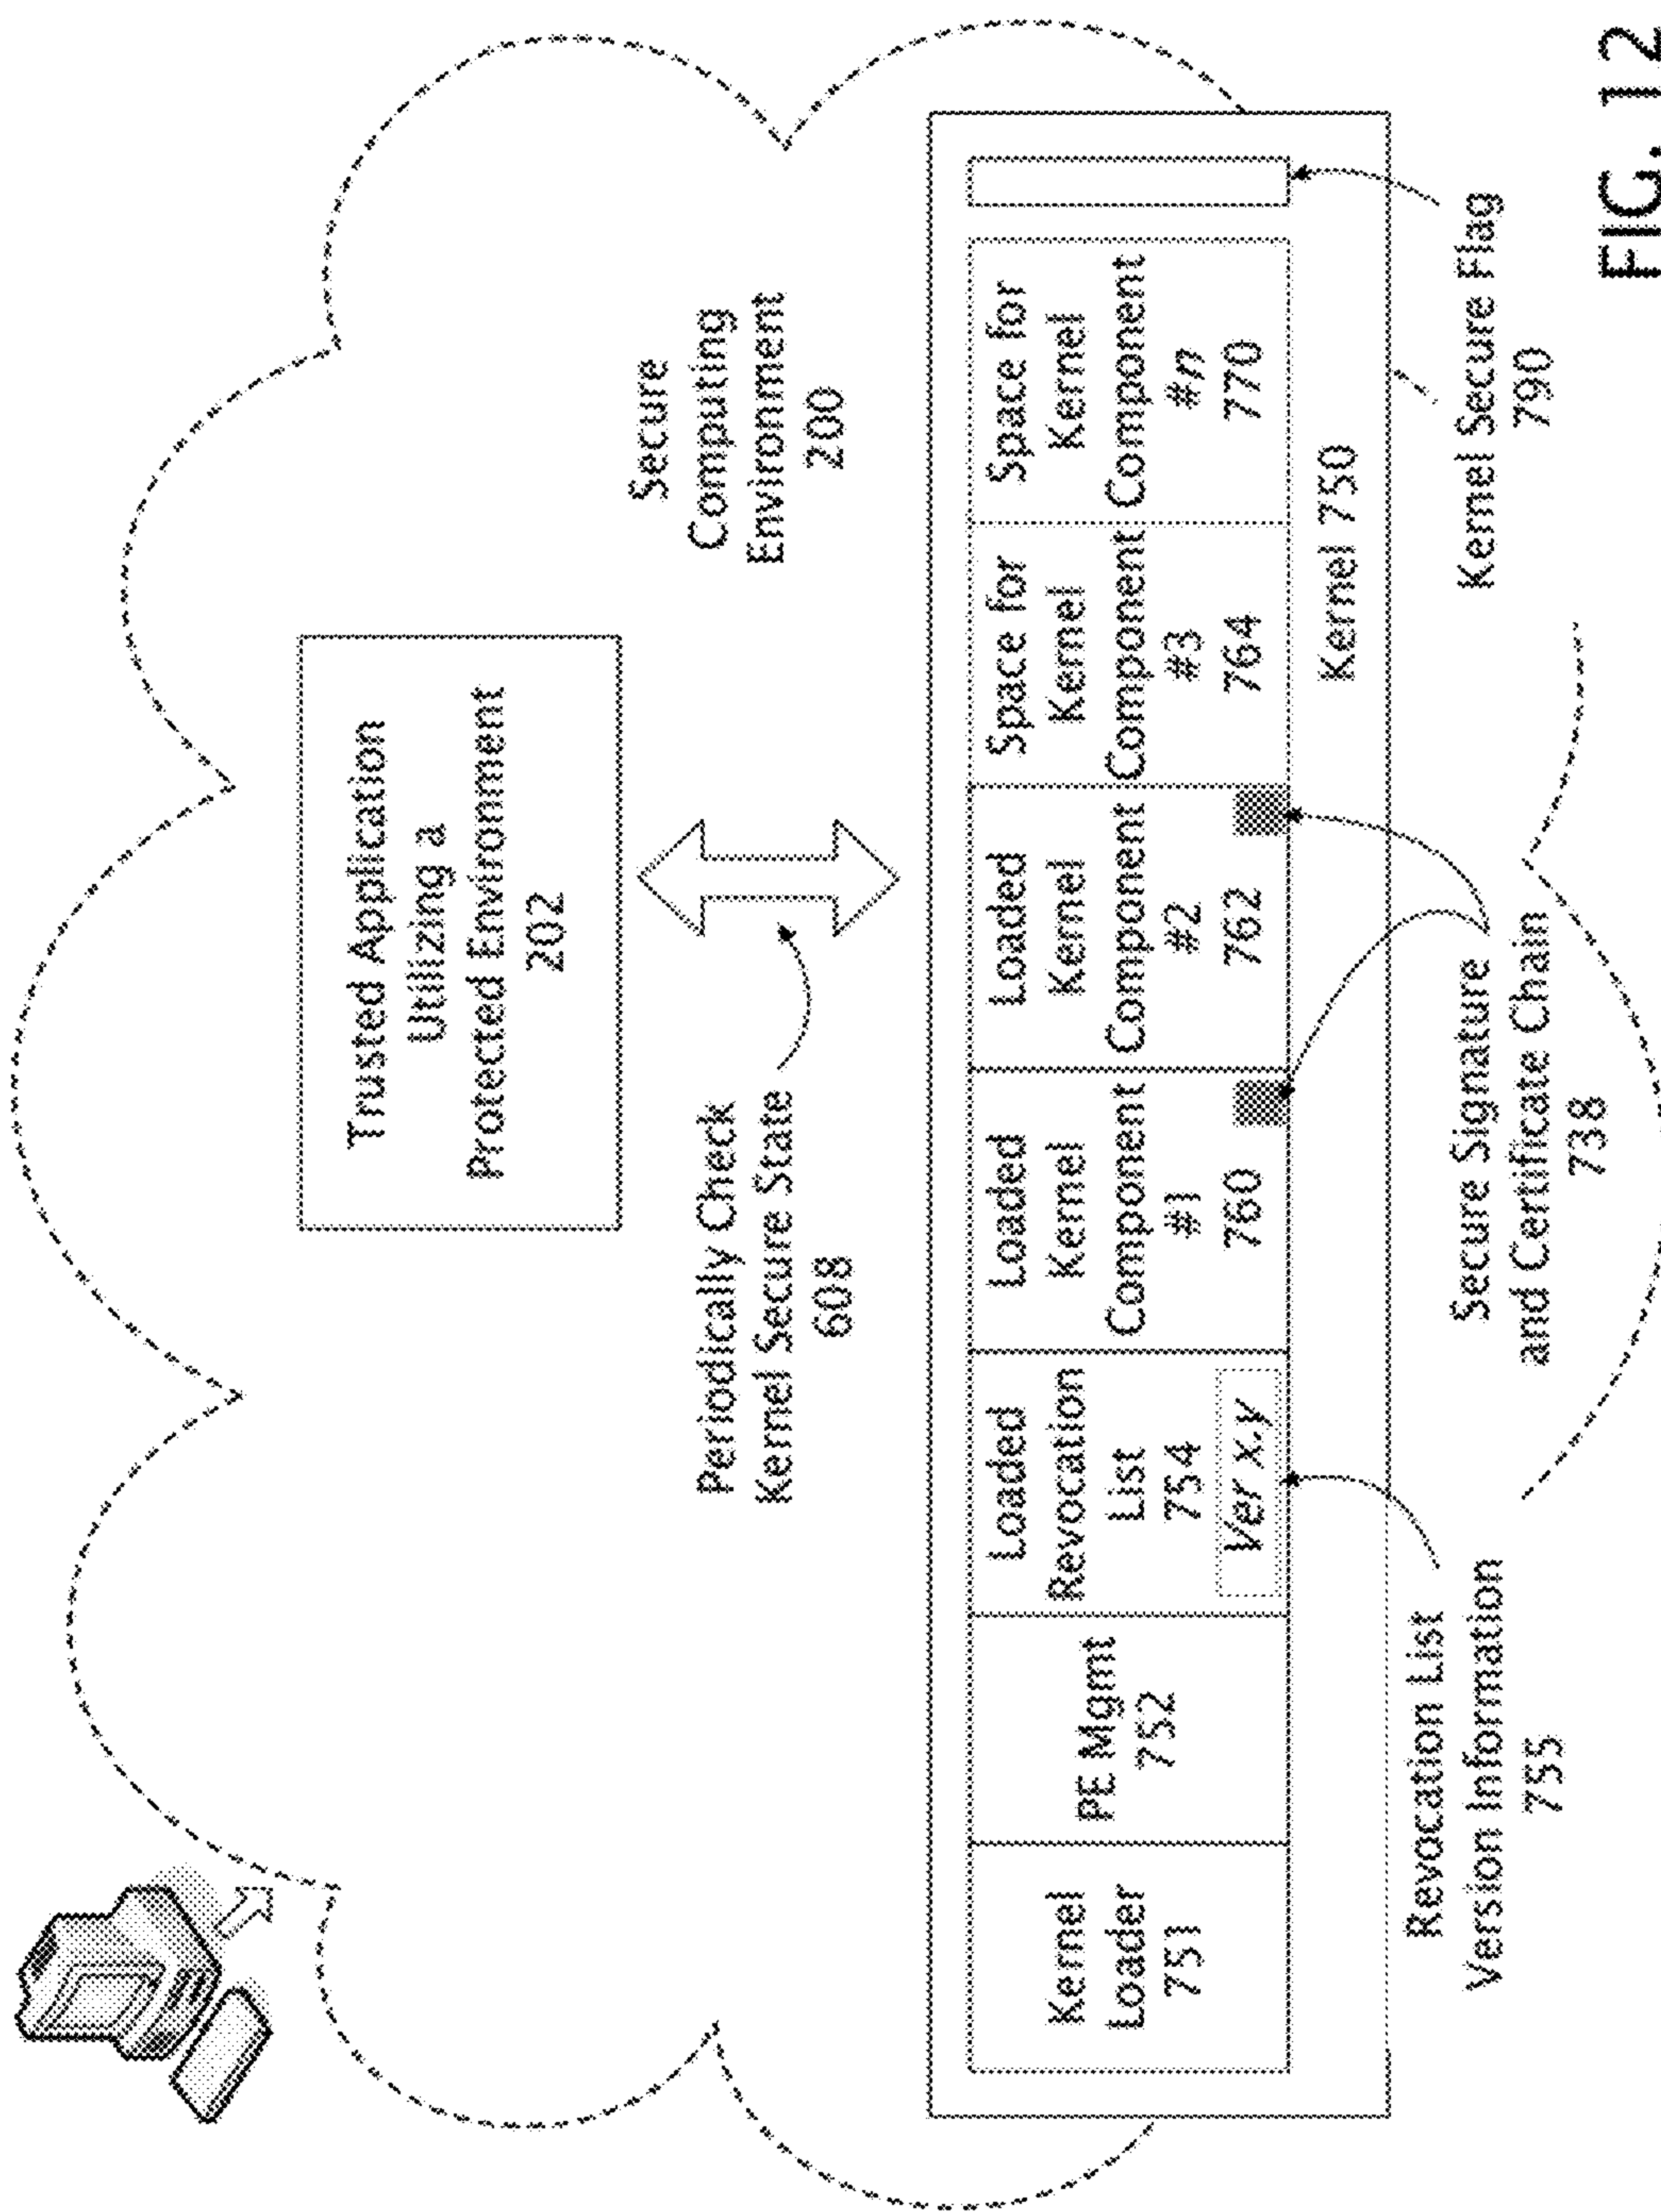 Trusted Application
Utilizing a
Protected Environment
202
Secure
Computing
Environment
200
Periodically Check
Kernel Secure State
608
Kernel
Loader
751
PE Mgmt
752
Loaded
Revocation
List
754
Ver x.y
Loaded
Kernel
Component
#1
760
Loaded
Kernel
Component
#2
762
Space for
Kernel
Component
#3
764
Space for
Kernel
Component
#n
770
Kernel 750
Revocation List
Version Information
755
Secure Signature
and Certificate Chain
738
Kernel Secure Flag
790
FIG. 12